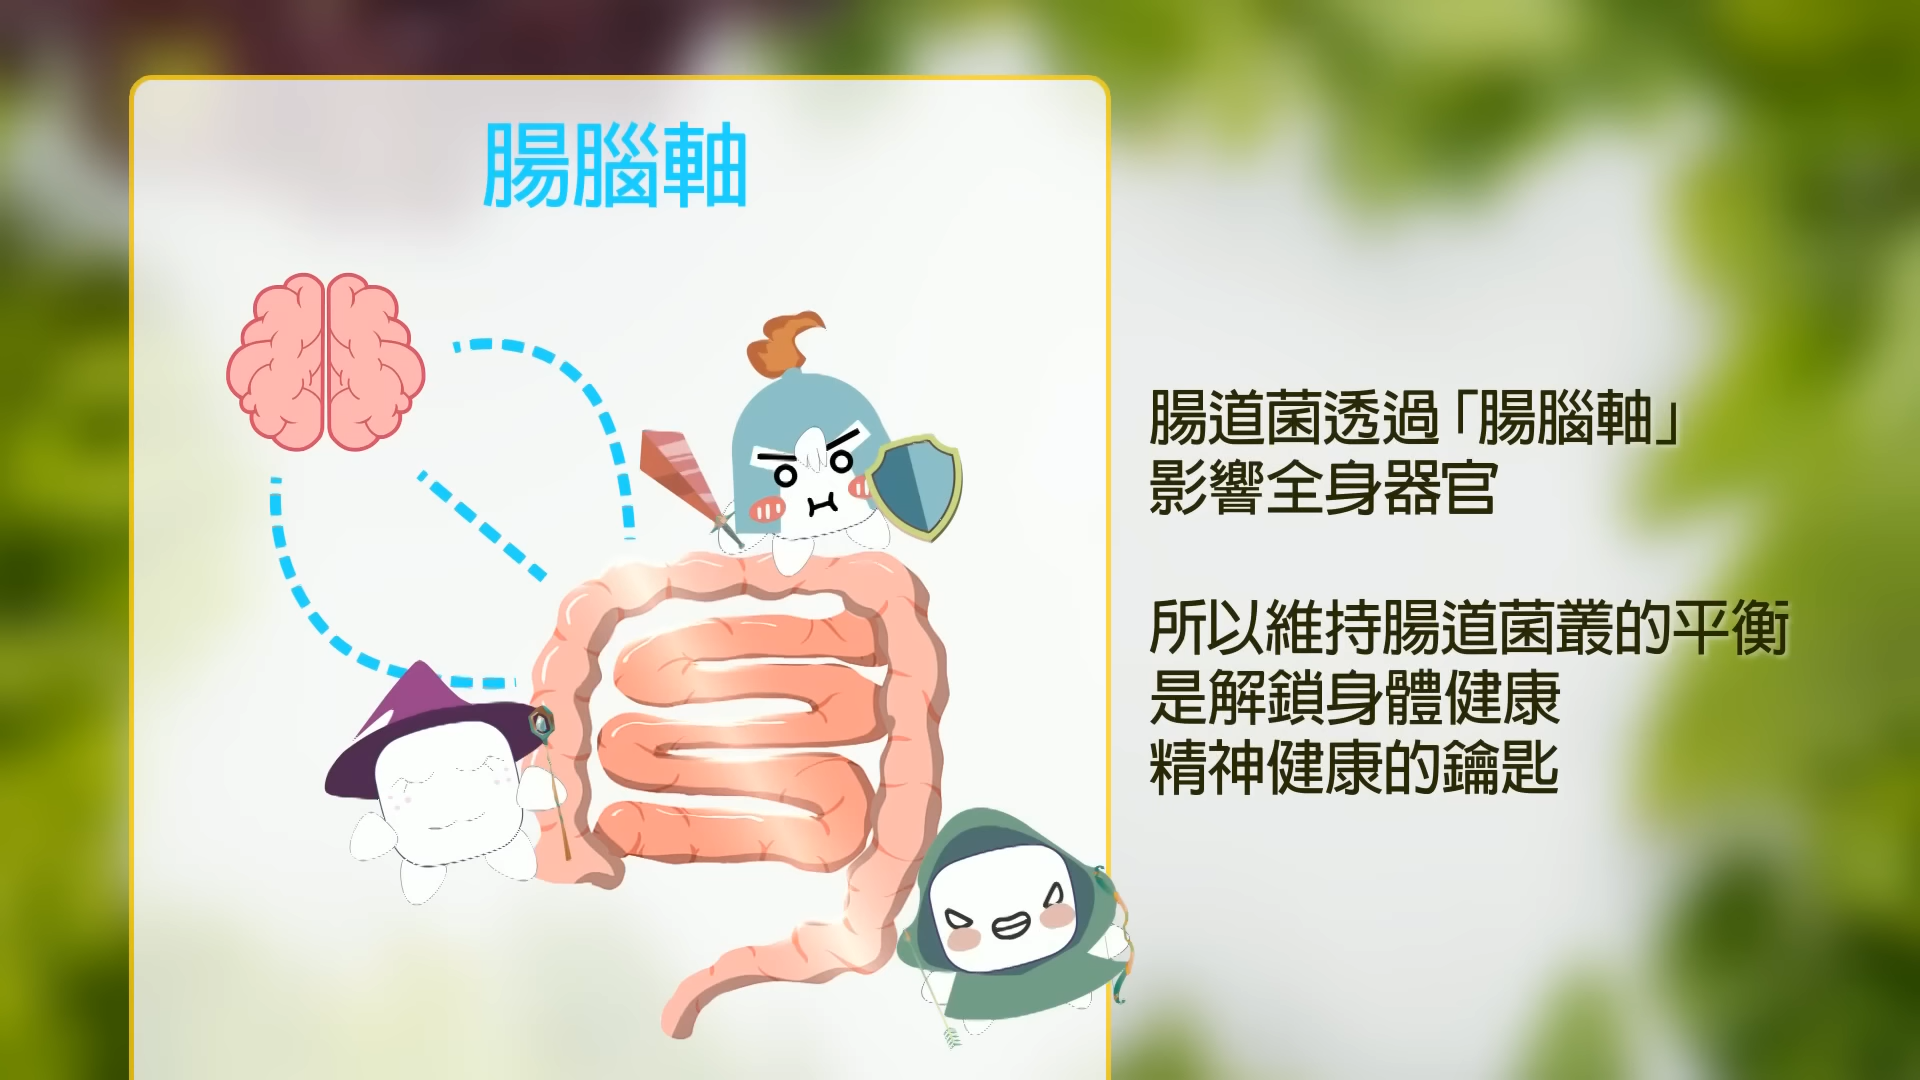 腸腦軸
腸道菌透過「腸腦軸」
影響全身器官
所以維持腸道菌叢的平衡
是解鎖身體健康
精神健康的鑰匙